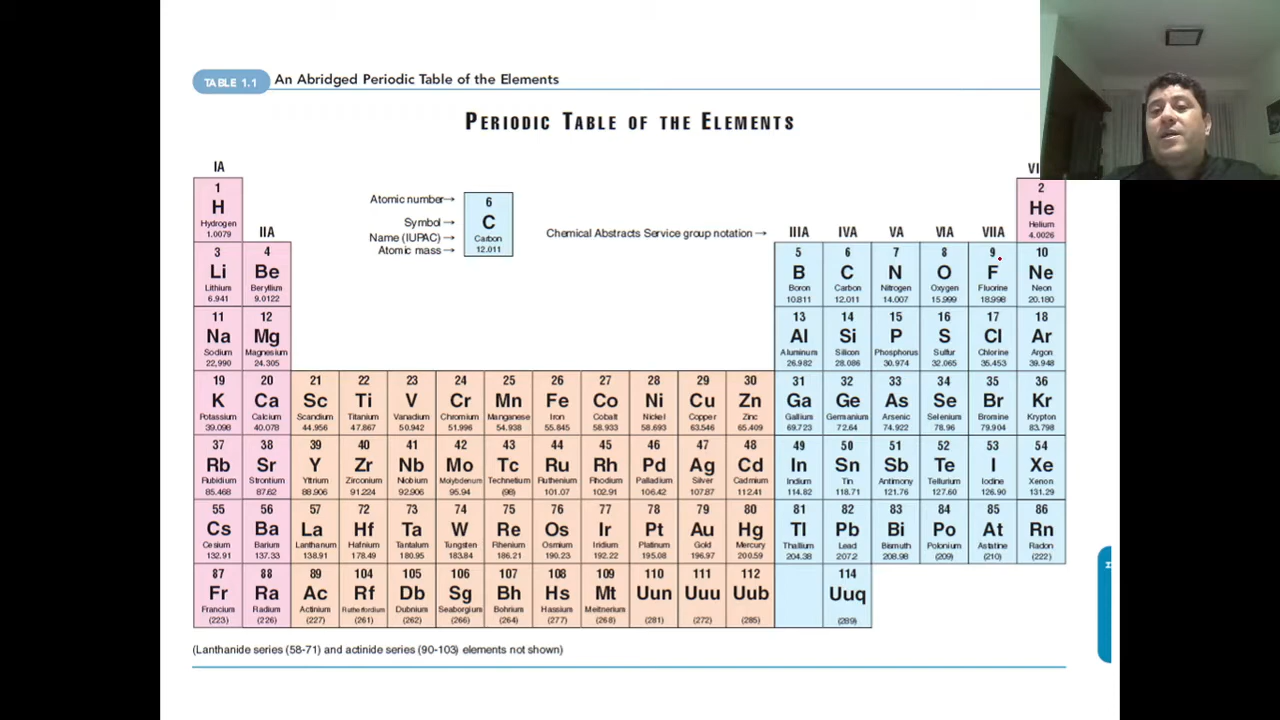 TABLE 1.1 An Abridged Periodic Table of the Elements
PERIODIC TABLE OF THE ELEMENTS
IA
1
H
Hydrogen
1.0079
VI
2
He
Helium
4.0026
Atomic number→
Symbol→
Name (IUPAC)→
Atomic mass→
6
C
Carbon
12.011
Chemical Abstracts Service group notation→
IIA IIIA IVA VA VIA VIIA
3 4 5 6 7 8 9 10
Li Be B C N O F Ne
Lithium Beryllium Boron Carbon Nitrogen Oxygen Fluorine Neon
6.941 9.0122 10.811 12.011 14.007 15.999 18.998 20.180
11 12 13 14 15 16 17 18
Na Mg Al Si P S Cl Ar
Sodium Magnesium Aluminum Silicon Phosphorus Sulfur Chlorine Argon
22,990 24.305 26.982 28.086 30.974 32.065 35.453 39.948
19 20 21 22 23 24 25 26 27 28 29 30 31 32 33 34 35 36
K Ca Sc Ti V Cr Mn Fe Co Ni Cu Zn Ga Ge As Se Br Kr
Potassium Calcium Scandium Titanium Vanadium Chromium Manganese Iron Cobalt Nickel Copper Zinc Gallium Germanium Arsenic Selenium Bromine Krypton
39.098 40.078 44.956 47.867 50.942 51.996 54.938 55.845 58.933 58.693 63.546 65.409 69.723 72.64 74.922 78.96 79.904 83.798
37 38 39 40 41 42 43 44 45 46 47 48 49 50 51 52 53 54
Rb Sr Y Zr Nb Mo Tc Ru Rh Pd Ag Cd In Sn Sb Te I Xe
Rubidium Strontium Yttrium Zirconium Niobium Molybdenum Technetium Ruthenium Rhodium Palladium Silver Cadmium Indium Tin Antimony Tellurium Iodine Xenon
85.468 87.62 88.906 91.224 92.906 95.94 (98) 101.07 102.91 106.42 107.87 112.41 114.82 118.71 121.76 127.60 126.90 131.29
55 56 57 72 73 74 75 76 77 78 79 80 81 82 83 84 85 86
Cs Ba La Hf Ta W Re Os Ir Pt Au Hg Tl Pb Bi Po At Rn
Cesium Barium Lanthanum Hafnium Tantalum Tungsten Rhenium Osmium Iridium Platinum Gold Mercury Thallium Lead Bismuth Polonium Astatine Radon
132.91 137.33 138.91 178.49 180.95 183.84 186.21 190.23 192.22 195.08 196.97 200.59 204.38 207.2 208.98 (209) (210) (222)
87 88 89 104 105 106 107 108 109 110 111 112 114
Fr Ra Ac Rf Db Sg Bh Hs Mt Uun Uuu Uub Uuq
Francium Radium Actinium Rutherfordium Dubnium Seaborgium Bohrium Hassium Meitnerium
(223) (226) (227) (261) (262) (266) (264) (277) (268) (281) (272) (285) (289)
(Lanthanide series (58-71) and actinide series (90-103) elements not shown)